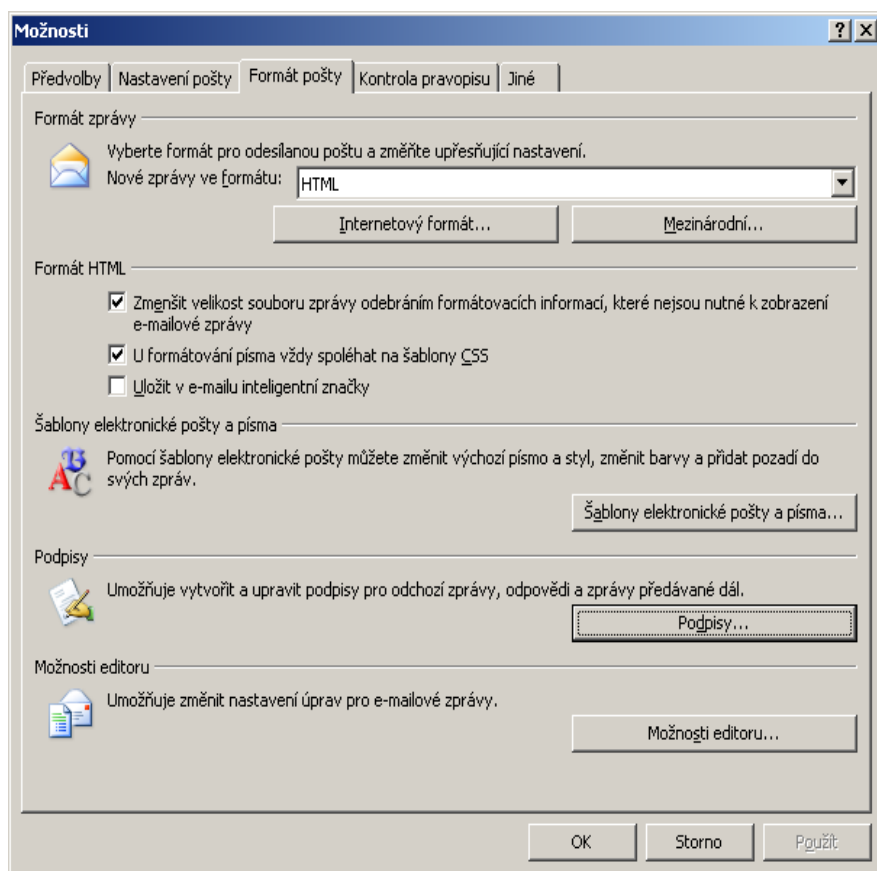 Možnosti
Předvolby
Nastavení pošty
Formát pošty
Kontrola pravopisu
Jiné
Formát zprávy
Vyberte formát pro odesílanou poštu a změňte upřesňující nastavení.
Nové zprávy ve formátu:
HTML
Internetový formát...
Mezinárodní...
Formát HTML
Zmenšit velikost souboru zprávy odebráním formátovacích informací, které nejsou nutné k zobrazení
e-mailové zprávy
U formátování písma vždy spoléhat na šablony CSS
Uložit v e-mailu inteligentní značky
Šablony elektronické pošty a písma
Pomocí šablony elektronické pošty můžete změnit výchozí písmo a styl, změnit barvy a přidat pozadí do
svých zpráv.
Šablony elektronické pošty a písma...
Podpisy
Umožňuje vytvořit a upravit podpisy pro odchozí zprávy, odpovědi a zprávy předávané dál.
Podpisy...
Možnosti editoru
Umožňuje změnit nastavení úprav pro e-mailové zprávy.
Možnosti editoru...
OK
Storno
Použít